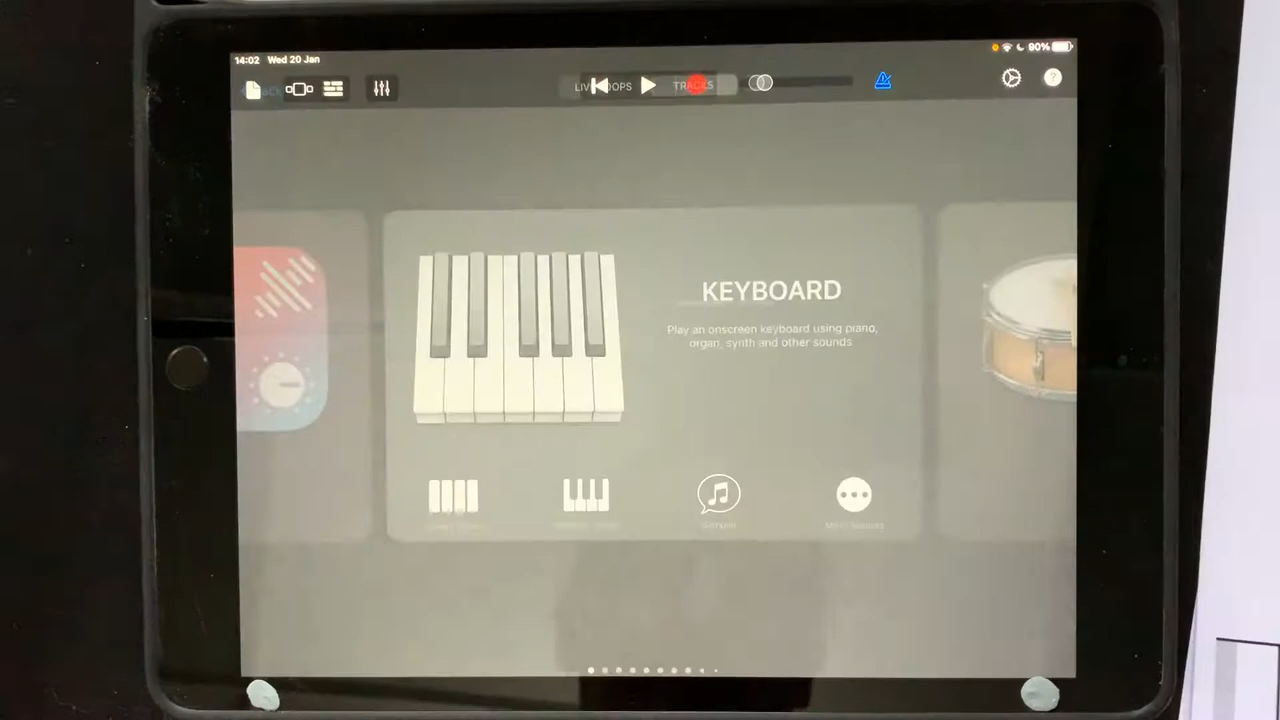 14:02 Wed 20 Jan
90%
LIVE LOOPS
TRACKS
?
KEYBOARD
Play an onscreen keyboard using piano,
organ, synth and other sounds
Sampler
More Sounds